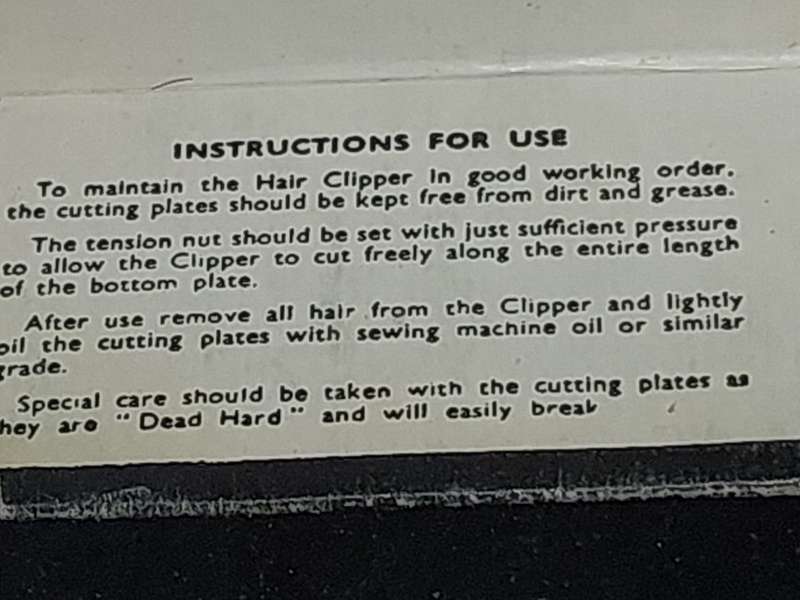 INSTRUCTIONS FOR USE
To maintain the Hair Clipper in good working order.
the cutting plates should be kept free from dirt and grease.
The tension nut should be set with just sufficient pressure
to allow the Clipper to cut freely along the entire length
of the bottom plate.
After use remove all hair from the Clipper and lightly
oil the cutting plates with sewing machine oil or similar
grade.
Special care should be taken with the cutting plates as
they are "Dead Hard" and will easily break